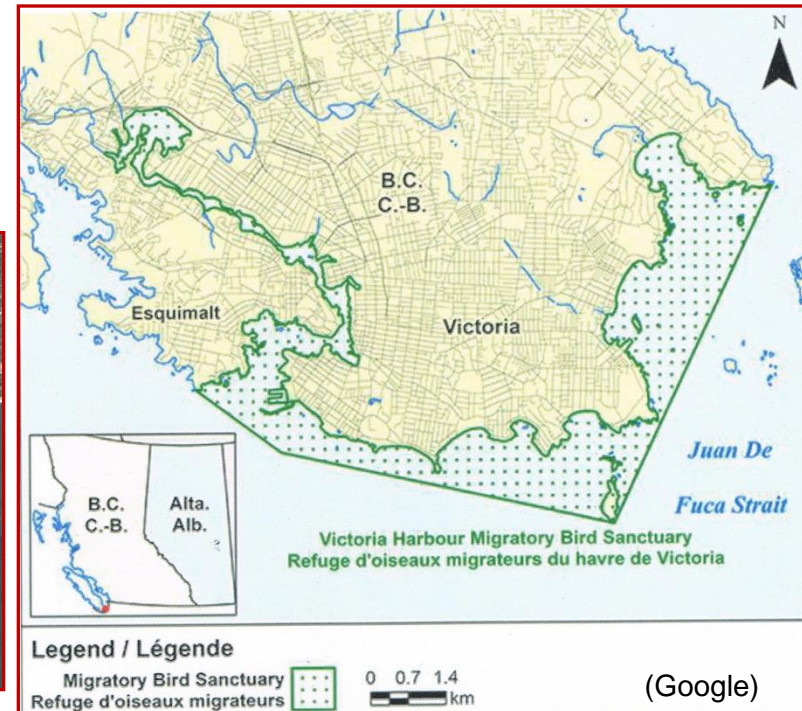 N
B.C.
C.-B.
Esquimalt
Victoria
Juan De
Fuca Strait
B.C.
C.-B.
Alta.
Alb.
Victoria Harbour Migratory Bird Sanctuary
Refuge d'oiseaux migrateurs du havre de Victoria
Legend / Légende
Migratory Bird Sanctuary
Refuge d'oiseaux migrateurs
0 0.7 1.4
km
(Google)